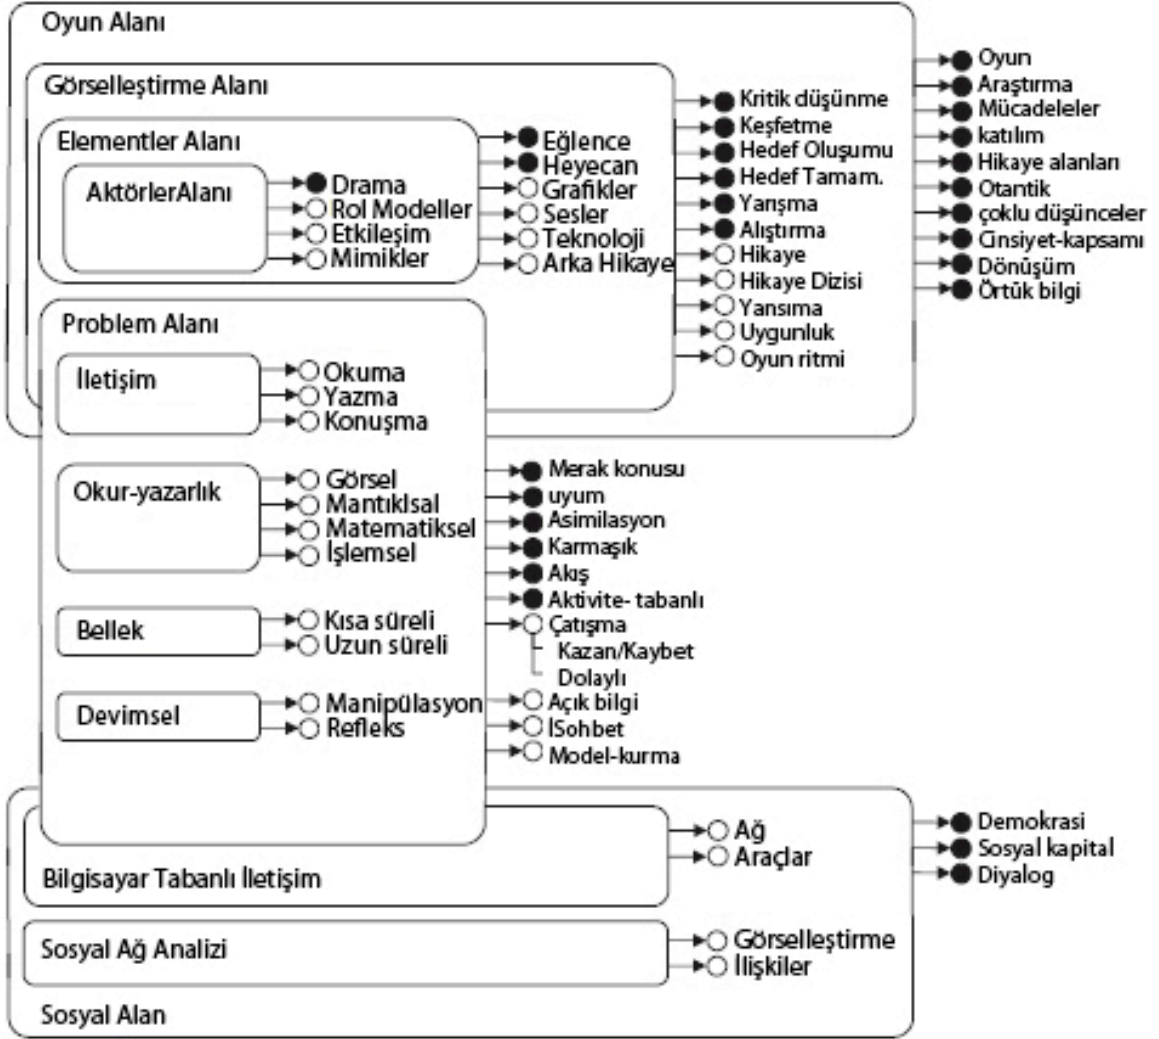 Oyun Alanı
Görselleştirme Alanı
Elementler Alanı
AktörlerAlanı
Drama
Rol Modeller
Etkileşim
Mimikler
Eğlence
Heyecan
Grafikler
Sesler
Teknoloji
Arka Hikaye
Kritik düşünme
Keşfetme
Hedef Oluşumu
Hedef Tamam.
Yarışma
Alıştırma
Hikaye
Hikaye Dizisi
Yansıma
Uygunluk
Oyun ritmi
Oyun
Araştırma
Mücadeleler
katılım
Hikaye alanları
Otantik
çoklu düşünceler
Cinsiyet-kapsamı
Dönüşüm
Örtük bilgi
Problem Alanı
İletişim
Okuma
Yazma
Konuşma
Okur-yazarlık
Görsel
Mantıklsal
Matematiksel
İşlemsel
Bellek
Kısa süreli
Uzun süreli
Devimsel
Manipülasyon
Refleks
Merak konusu
uyum
Asimilasyon
Karmaşık
Akış
Aktivite- tabanlı
Çatışma
Kazan/Kaybet
Dolaylı
Açık bilgi
İSohbet
Model-kurma
Bilgisayar Tabanlı İletişim
Ağ
Araçlar
Sosyal Ağ Analizi
Görselleştirme
İlişkiler
Sosyal Alan
Demokrasi
Sosyal kapital
Diyalog